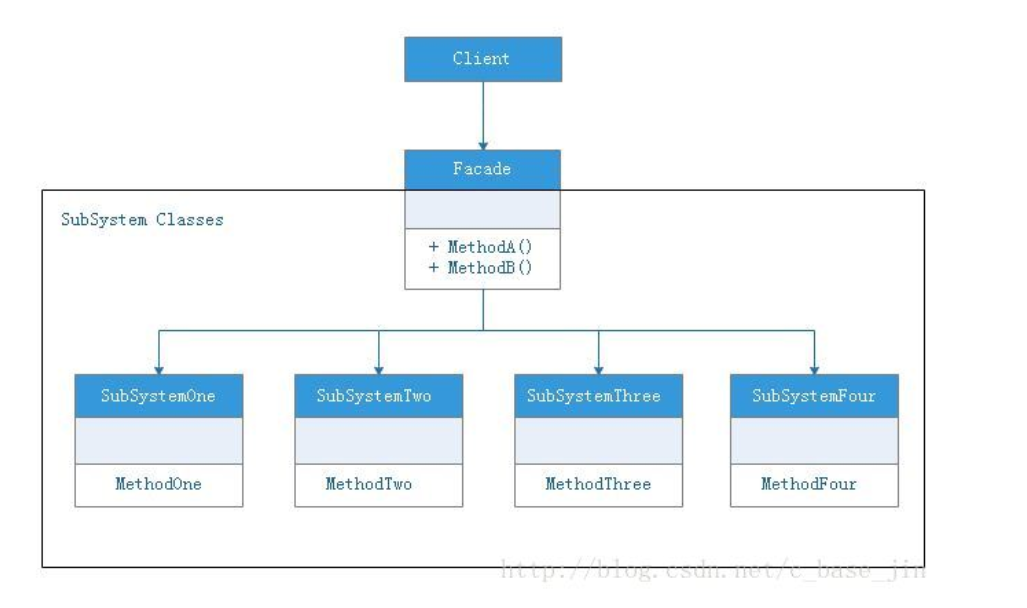 Client
Facade
SubSystem Classes
+ MethodA()
+ MethodB()
SubSystemOne
SubSystemTwo
SubSystemThree
SubSystemFour
MethodOne
MethodTwo
MethodThree
MethodFour
http://blog.csdn.net/c_base_jin